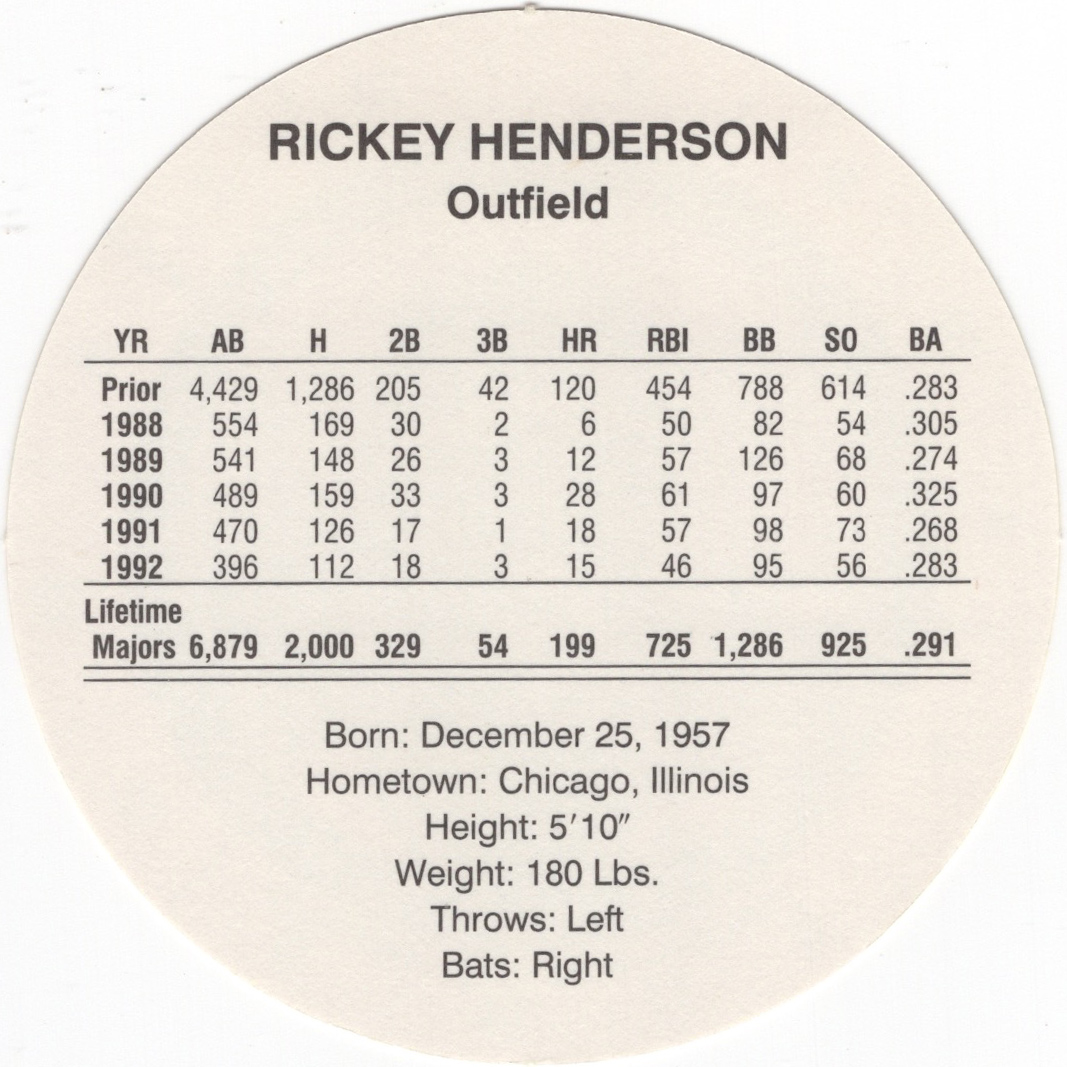 RICKEY HENDERSON
Outfield
YR AB H 2B 3B HR RBI BB SO BA
Prior 4,429 1,286 205 42 120 454 788 614 .283
1988 554 169 30 2 6 50 82 54 .305
1989 541 148 26 3 12 57 126 68 .274
1990 489 159 33 3 28 61 97 60 .325
1991 470 126 17 1 18 57 98 73 .268
1992 396 112 18 3 15 46 95 56 .283
Lifetime
Majors 6,879 2,000 329 54 199 725 1,286 925 .291
Born: December 25, 1957
Hometown: Chicago, Illinois
Height: 5'10"
Weight: 180 Lbs.
Throws: Left
Bats: Right